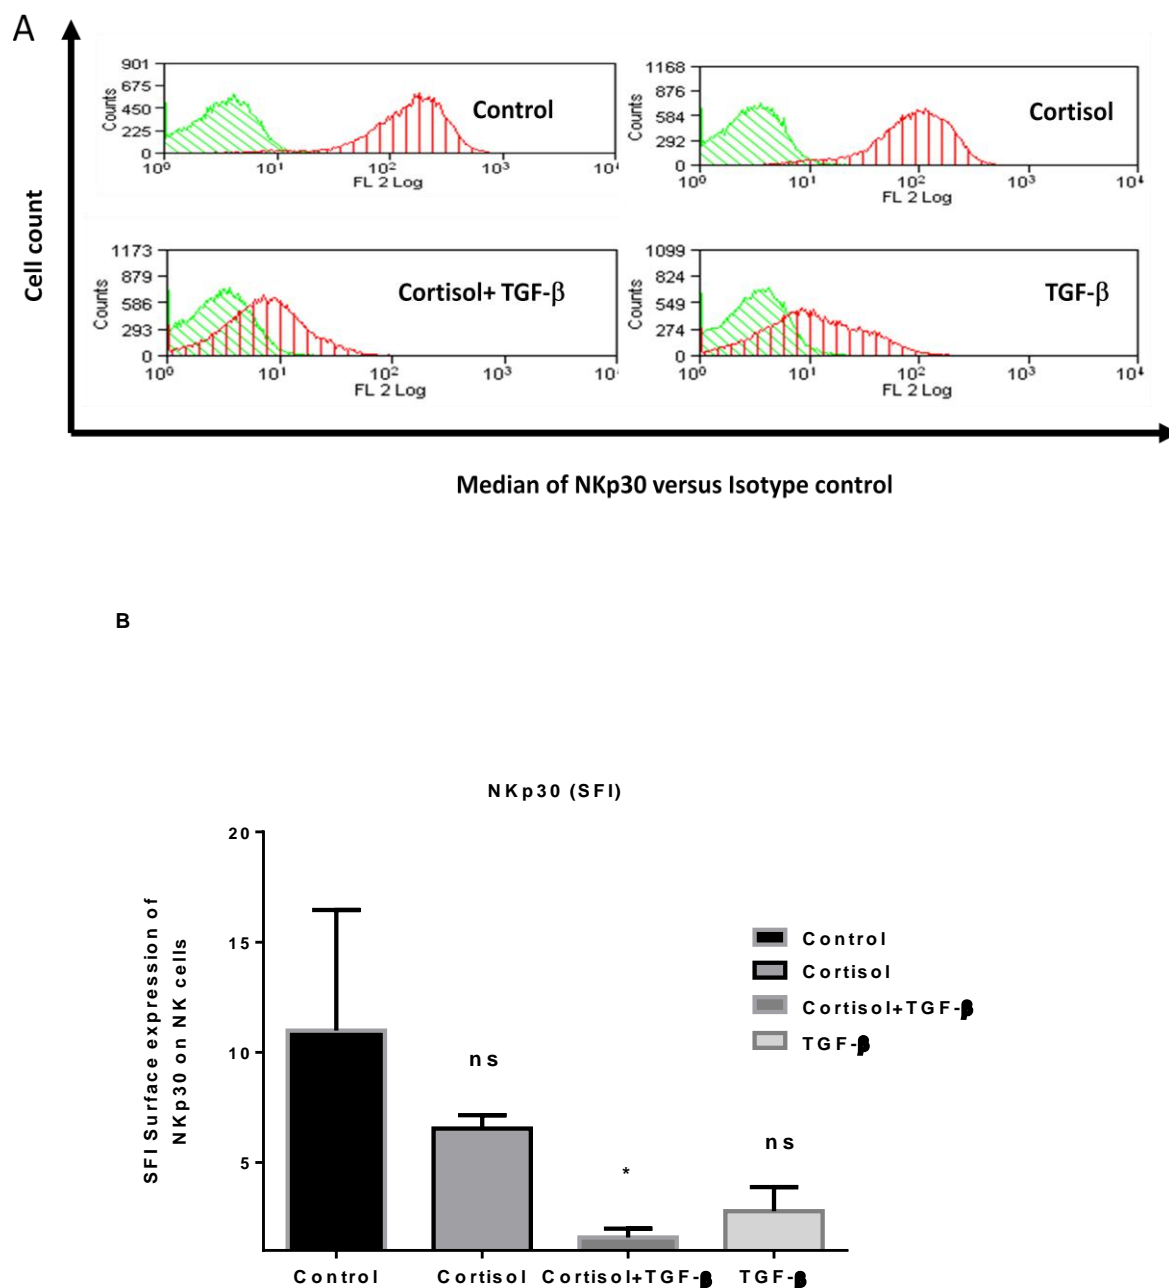 A
Cell count
901
675
450
225
0
Counts
Control
10⁰
10¹
10²
10³
10⁴
FL 2 Log
1168
876
584
292
0
Counts
Cortisol
10⁰
10¹
10²
10³
10⁴
FL 2 Log
1173
879
586
293
0
Counts
Cortisol+ TGF-β
10⁰
10¹
10²
10³
FL 2 Log
1099
824
549
274
0
Counts
TGF-β
10⁰
10¹
10²
10³
10⁴
FL 2 Log
Median of NKp30 versus Isotype control
B
NKp30 (SFI)
SFI Surface expression of
NKp30 on NK cells
20
15
10
5
ns
*
ns
Control
Cortisol
Cortisol+TGF-β
TGF-β
Control
Cortisol
Cortisol+TGF-β
TGF-β